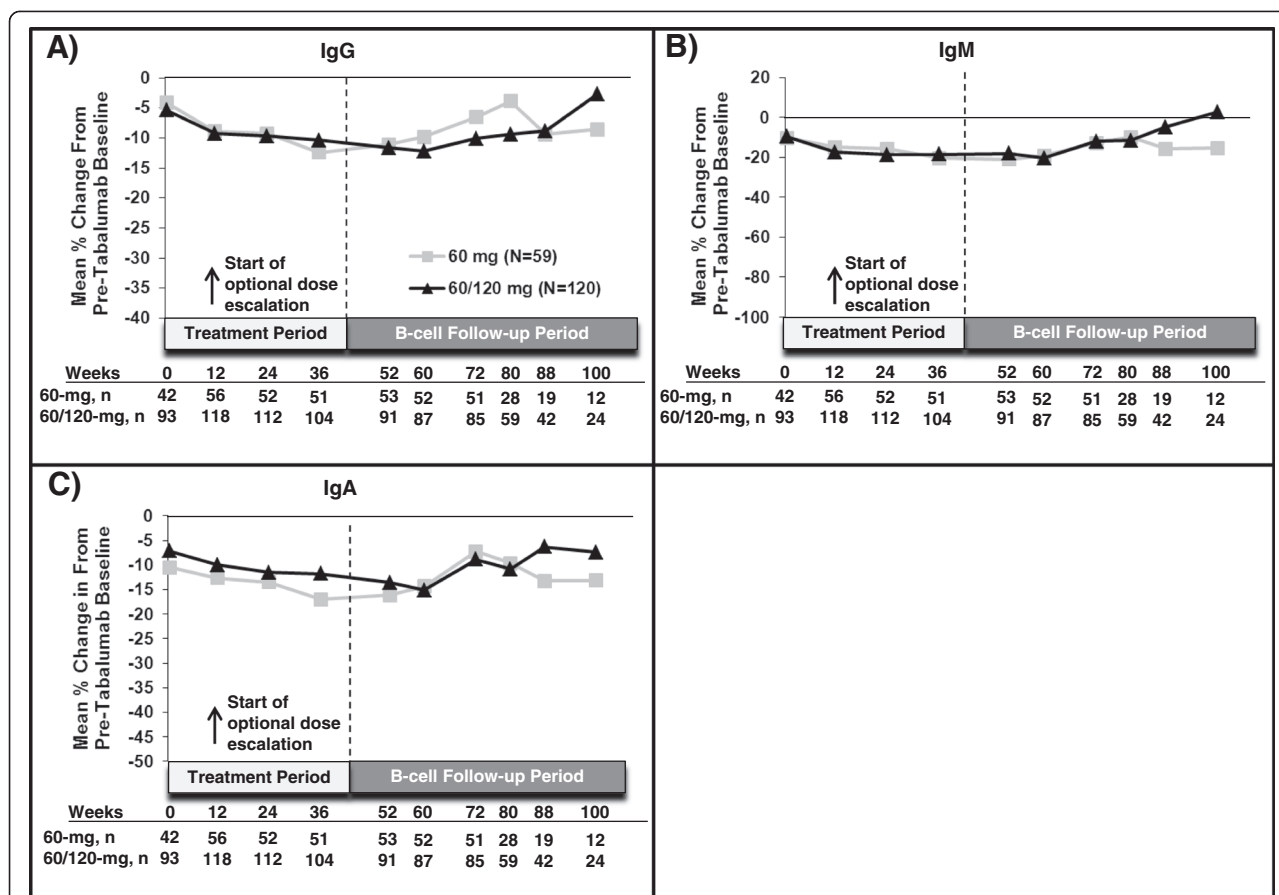 A)
IgG
Mean % Change From
Pre-Tabalumab Baseline
0
-5
-10
-15
-20
-25
-30
-35
-40
Start of
optional dose
escalation
60 mg (N=59)
60/120 mg (N=120)
Treatment Period
B-cell Follow-up Period
Weeks 0 12 24 36 52 60 72 80 88 100
60-mg, n 42 56 52 51 53 52 51 28 19 12
60/120-mg, n 93 118 112 104 91 87 85 59 42 24
B)
IgM
Mean % Change From
Pre-Tabalumab Baseline
20
0
-20
-40
-60
-80
-100
Start of
optional dose
escalation
Treatment Period
B-cell Follow-up Period
Weeks 0 12 24 36 52 60 72 80 88 100
60-mg, n 42 56 52 51 53 52 51 28 19 12
60/120-mg, n 93 118 112 104 91 87 85 59 42 24
C)
IgA
Mean % Change in From
Pre-Tabalumab Baseline
0
-5
-10
-15
-20
-25
-30
-35
-40
-45
-50
Start of
optional dose
escalation
Treatment Period
B-cell Follow-up Period
Weeks 0 12 24 36 52 60 72 80 88 100
60-mg, n 42 56 52 51 53 52 51 28 19 12
60/120-mg, n 93 118 112 104 91 87 85 59 42 24